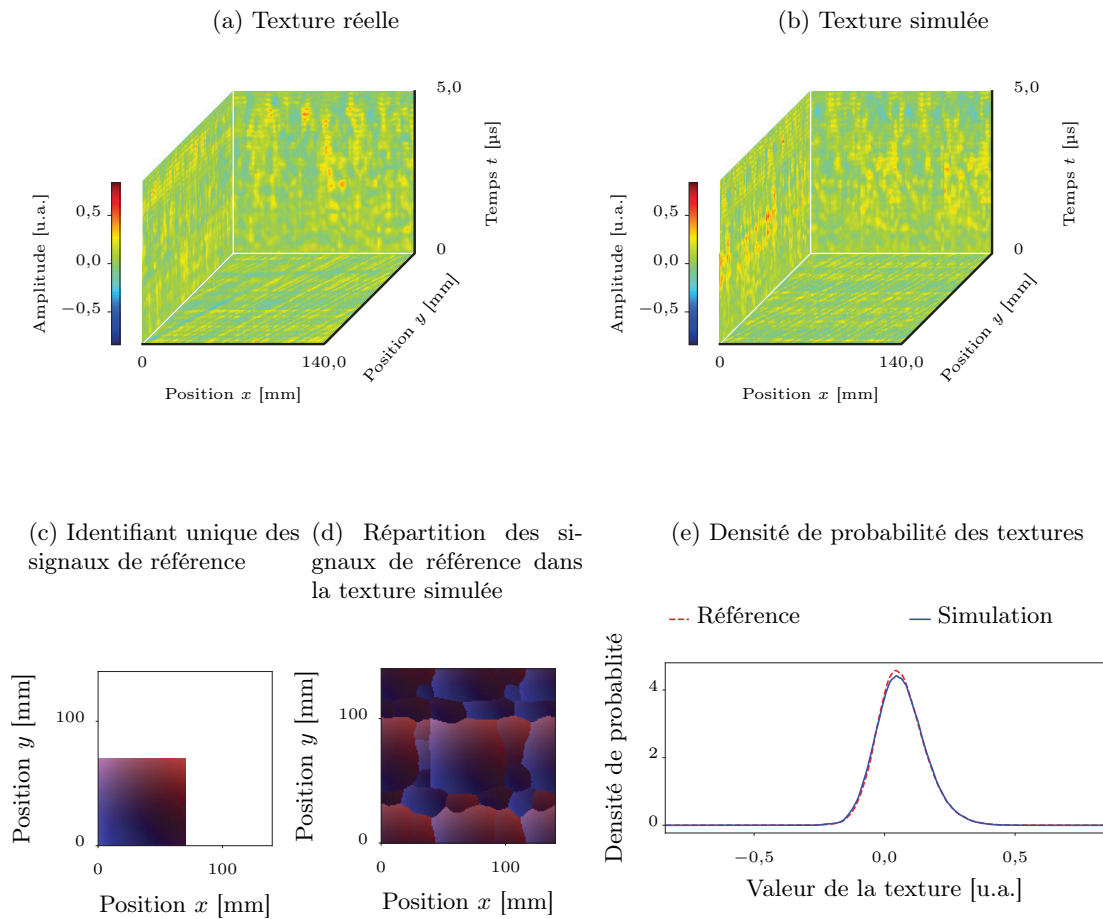 (a) Texture réelle
5,0
Temps t [µs]
0
Amplitude [u.a.]
0,5
0,0
−0,5
0
140,0
Position x [mm]
Position y [mm]
(b) Texture simulée
5,0
Temps t [µs]
0
Amplitude [u.a.]
0,5
0,0
−0,5
0
140,0
Position x [mm]
Position y [mm]
(c) Identifiant unique des
signaux de référence
Position y [mm]
100
0
0
100
Position x [mm]
(d) Répartition des si-
gnaux de référence dans
la texture simulée
Position y [mm]
100
0
0
100
Position x [mm]
(e) Densité de probabilité des textures
Référence
Simulation
Densité de probablité
4
2
0
−0,5
0,0
0,5
Valeur de la texture [u.a.]